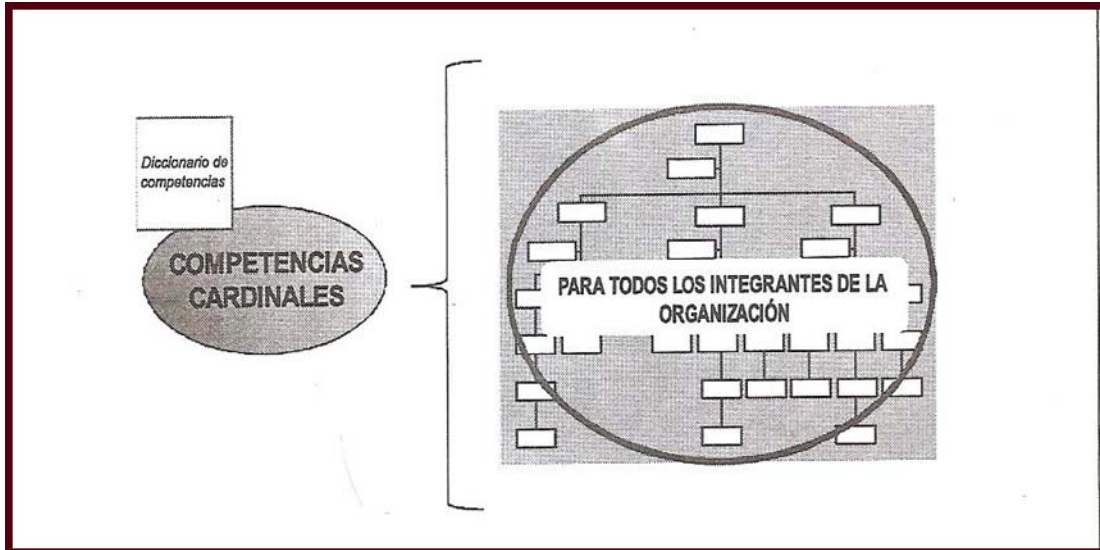 Diccionario de
competencias
COMPETENCIAS
CARDINALES
PARA TODOS LOS INTEGRANTES DE LA
ORGANIZACIÓN